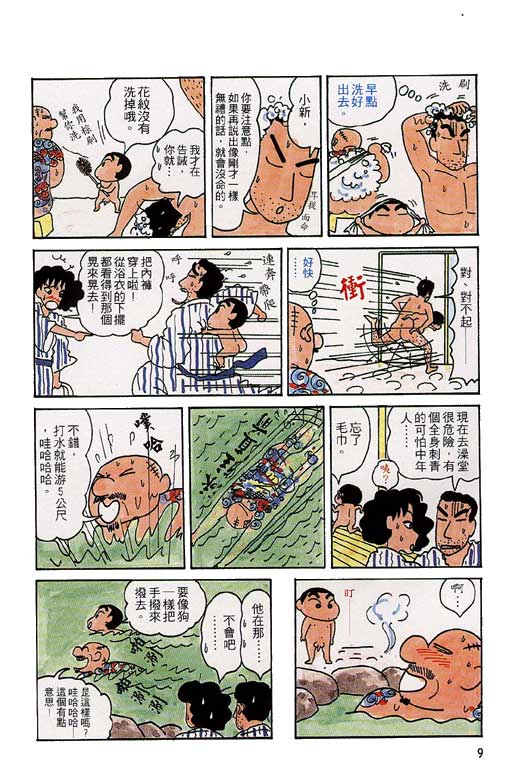 刷
洗
早點
洗好
出去。
小新，
你要注意點，
如果再說出像剛才一樣
無禮的話，就會沒命的。
耳提面命
我才在
告誡，
你就…
花紋沒有
洗掉哦。
我用棕刷
幫你洗
對、對不起——
衝
好快
……
連奔帶爬
呼
呼
把內褲
穿上啦！
從浴衣的下擺
都看得到那個
晃來晃去！
現在去澡堂
很危險，有
個全身刺青
的可怕中年
人……
咦？
忘了
毛巾。
噗哈
不錯，
打水就能游5公尺
，哇哈哈哈。
啊…
…
盯
他在那……
……不會吧
要像狗
一樣把
手撥來
撥去。
是這樣嗎？
哇哈哈哈—
這個有點
意思—
9